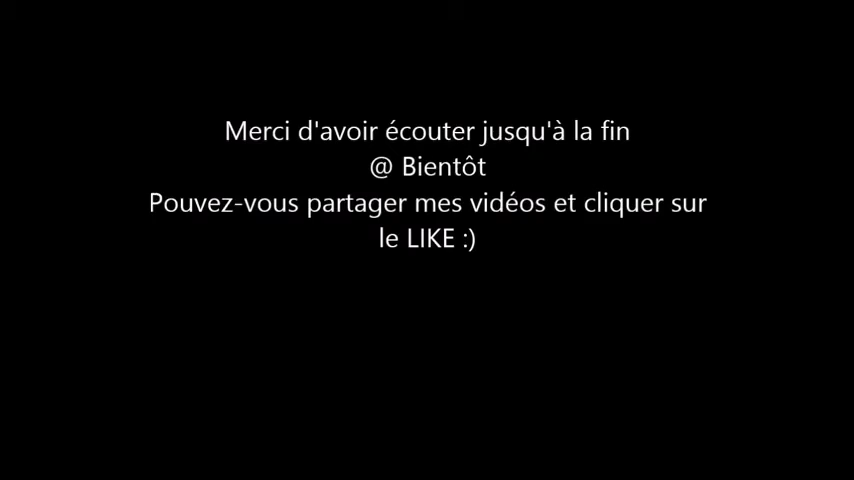 Merci d'avoir écouter jusqu'à la fin
@ Bientôt
Pouvez-vous partager mes vidéos et cliquer sur
le LIKE :)